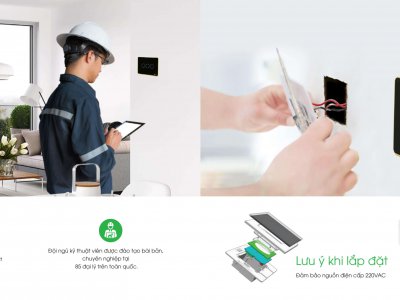 Đội ngũ kỹ thuật viên được đào tạo bài bản,
chuyên nghiệp tại
85 đại lý trên toàn quốc.
Lưu ý khi lắp đặt
Đảm bảo nguồn điện cấp 220VAC